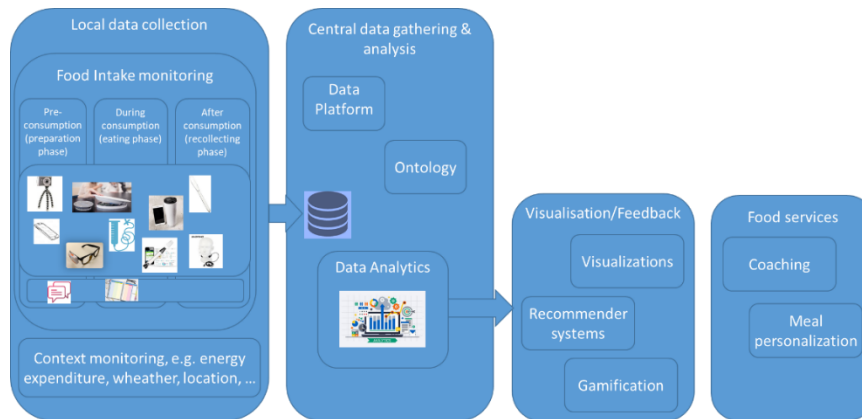 Local data collection
Food Intake monitoring
Pre-
consumption
(preparation
phase)
During
consumption
(eating phase)
After
consumption
(recollecting
phase)
Context monitoring, e.g. energy
expenditure, wheather, location, ...
Central data gathering &
analysis
Data
Platform
Ontology
Data Analytics
ANALYTICS
Visualisation/Feedback
Visualizations
Recommender
systems
Gamification
Food services
Coaching
Meal
personalization